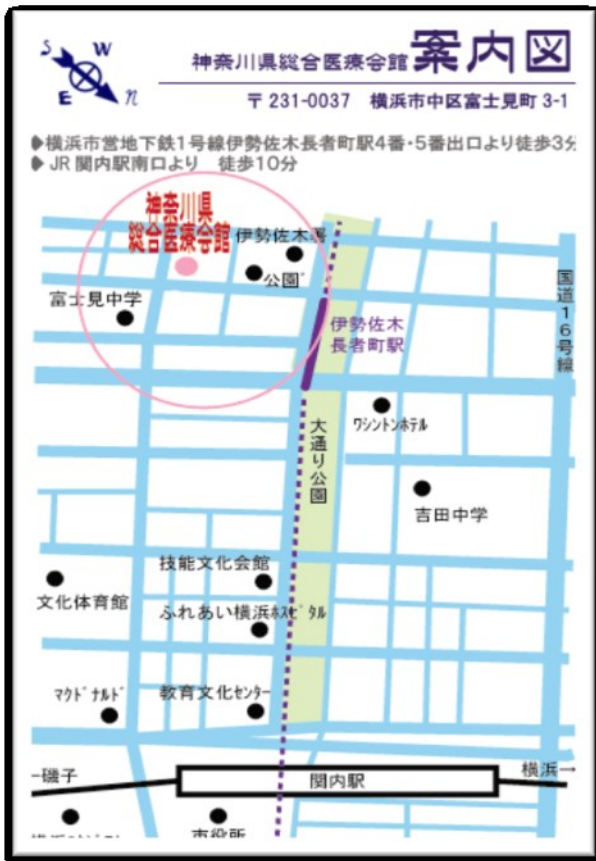 S W
E n
神奈川県総合医療会館 案内図
〒231-0037 横浜市中区富士見町3-1
▶横浜市営地下鉄1号線伊勢佐木長者町駅4番・5番出口より徒歩3分
▶JR関内駅南口より 徒歩10分
神奈川県
総合医療会館
伊勢佐木署
公園
富士見中学
国道16号線
伊勢佐木
長者町駅
ワシントンホテル
大通り公園
吉田中学
技能文化会館
文化体育館
ふれあい横浜ホスピタル
マクドナルド
教育文化センター
−磯子
関内駅
横浜→
市役所